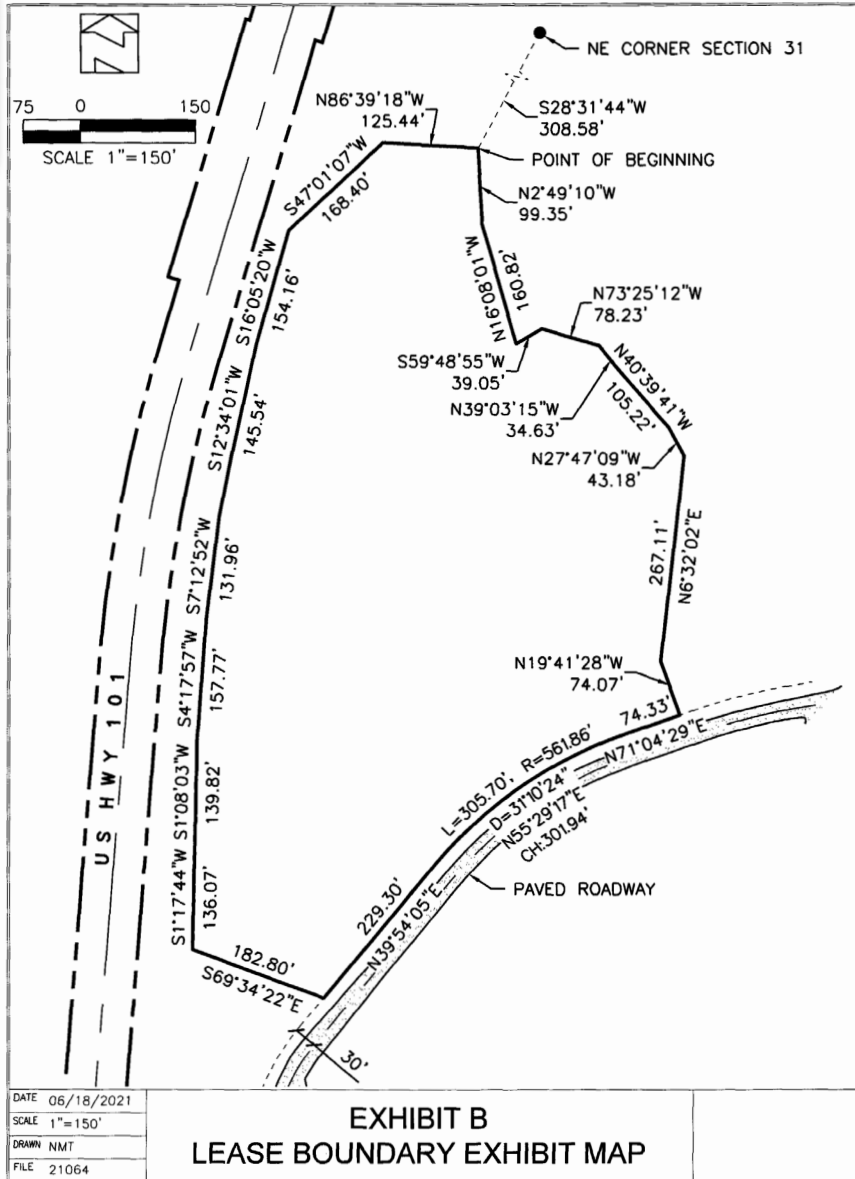 NE CORNER SECTION 31
75 0 150
SCALE 1"=150'
N86°39'18"W
125.44'
S28°31'44"W
308.58'
POINT OF BEGINNING
S47°01'07"W
168.40'
N2°49'10"W
99.35'
N16°08'01"W
160.82'
S16°05'20"W
154.16'
N73°25'12"W
78.23'
S59°48'55"W
39.05'
N40°39'41"W
105.22'
N39°03'15"W
34.63'
S12°34'01"W
145.54'
N27°47'09"W
43.18'
S7°12'52"W
131.96'
267.11'
N6°32'02"E
N19°41'28"W
74.07'
S4°17'57"W
157.77'
74.33'
N71°04'29"E
US HWY 101
L=305.70', R=561.86'
D=31°10'24"
N55°29'17"E
CH:301.94'
S1°08'03"W
139.82'
PAVED ROADWAY
S1°17'44"W
136.07'
229.30'
N39°54'05"E
182.80'
S69°34'22"E
30'
DATE 06/18/2021
SCALE 1"=150'
DRAWN NMT
FILE 21064
EXHIBIT B
LEASE BOUNDARY EXHIBIT MAP